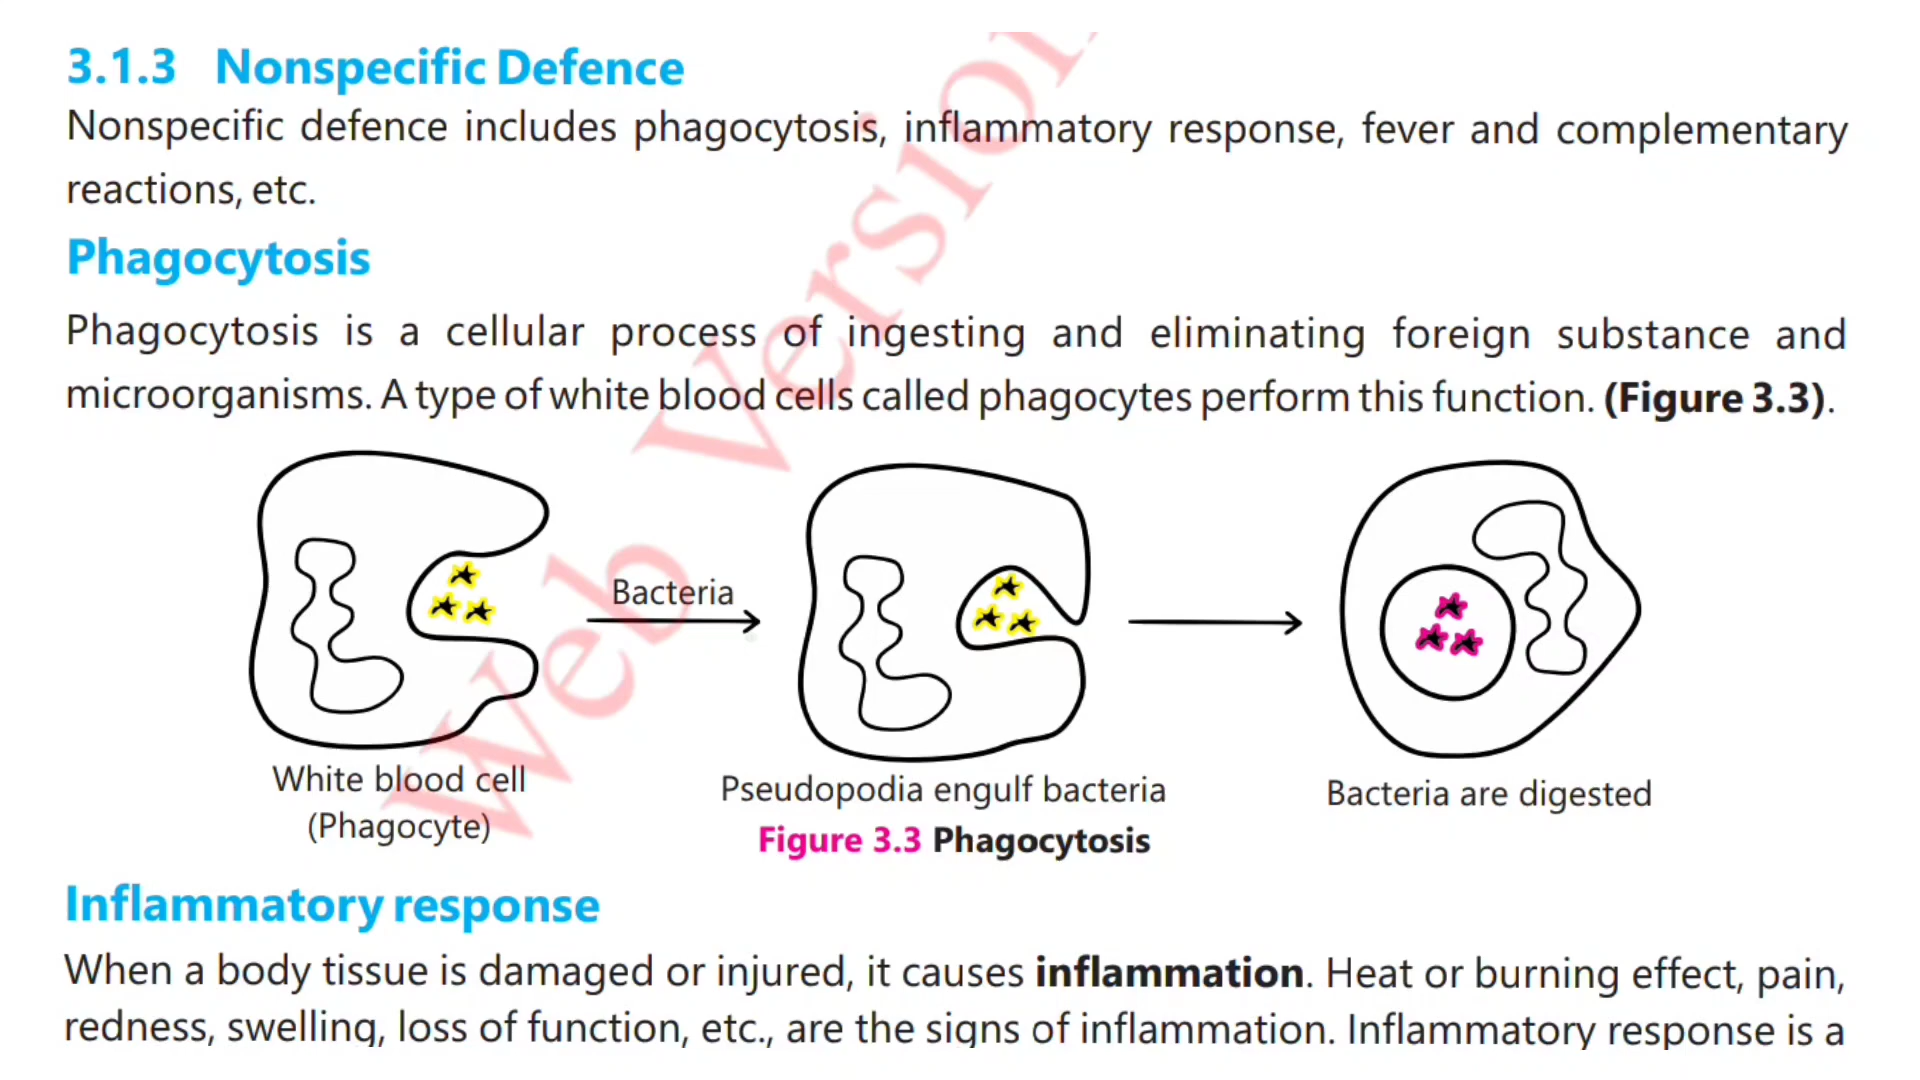 3.1.3 Nonspecific Defence
Nonspecific defence includes phagocytosis, inflammatory response, fever and complementary
reactions, etc.
Phagocytosis
Phagocytosis is a cellular process of ingesting and eliminating foreign substance and
microorganisms. A type of white blood cells called phagocytes perform this function. (Figure 3.3).
Bacteria
White blood cell
(Phagocyte)
Pseudopodia engulf bacteria
Bacteria are digested
Figure 3.3 Phagocytosis
Inflammatory response
When a body tissue is damaged or injured, it causes inflammation. Heat or burning effect, pain,
redness, swelling, loss of function, etc., are the signs of inflammation. Inflammatory response is a
Web Version